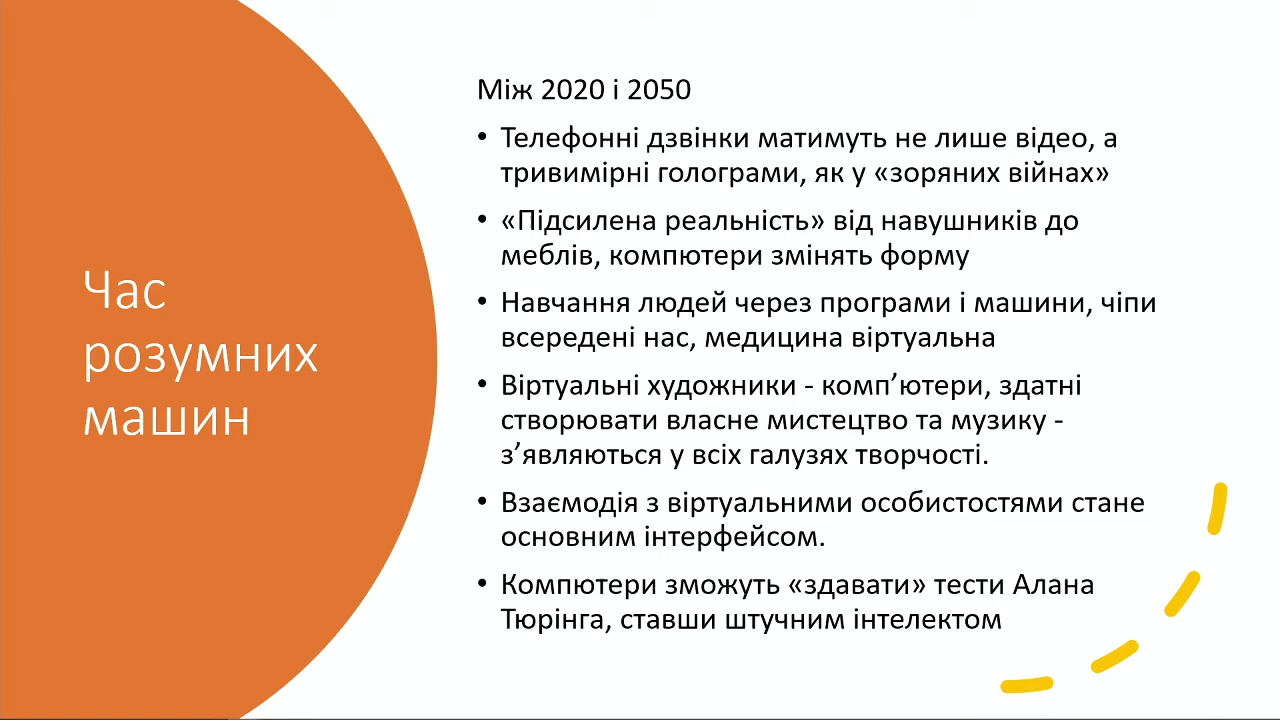 Час
розумних
машин
Між 2020 і 2050
• Телефонні дзвінки матимуть не лише відео, а
тривимірні голограми, як у «зоряних війнах»
• «Підсилена реальність» від навушників до
меблів, компютери змінять форму
• Навчання людей через програми і машини, чіпи
всередені нас, медицина віртуальна
• Віртуальні художники - комп’ютери, здатні
створювати власне мистецтво та музику -
з’являються у всіх галузях творчості.
• Взаємодія з віртуальними особистостями стане
основним інтерфейсом.
• Компютери зможуть «здавати» тести Алана
Тюрінга, ставши штучним інтелектом